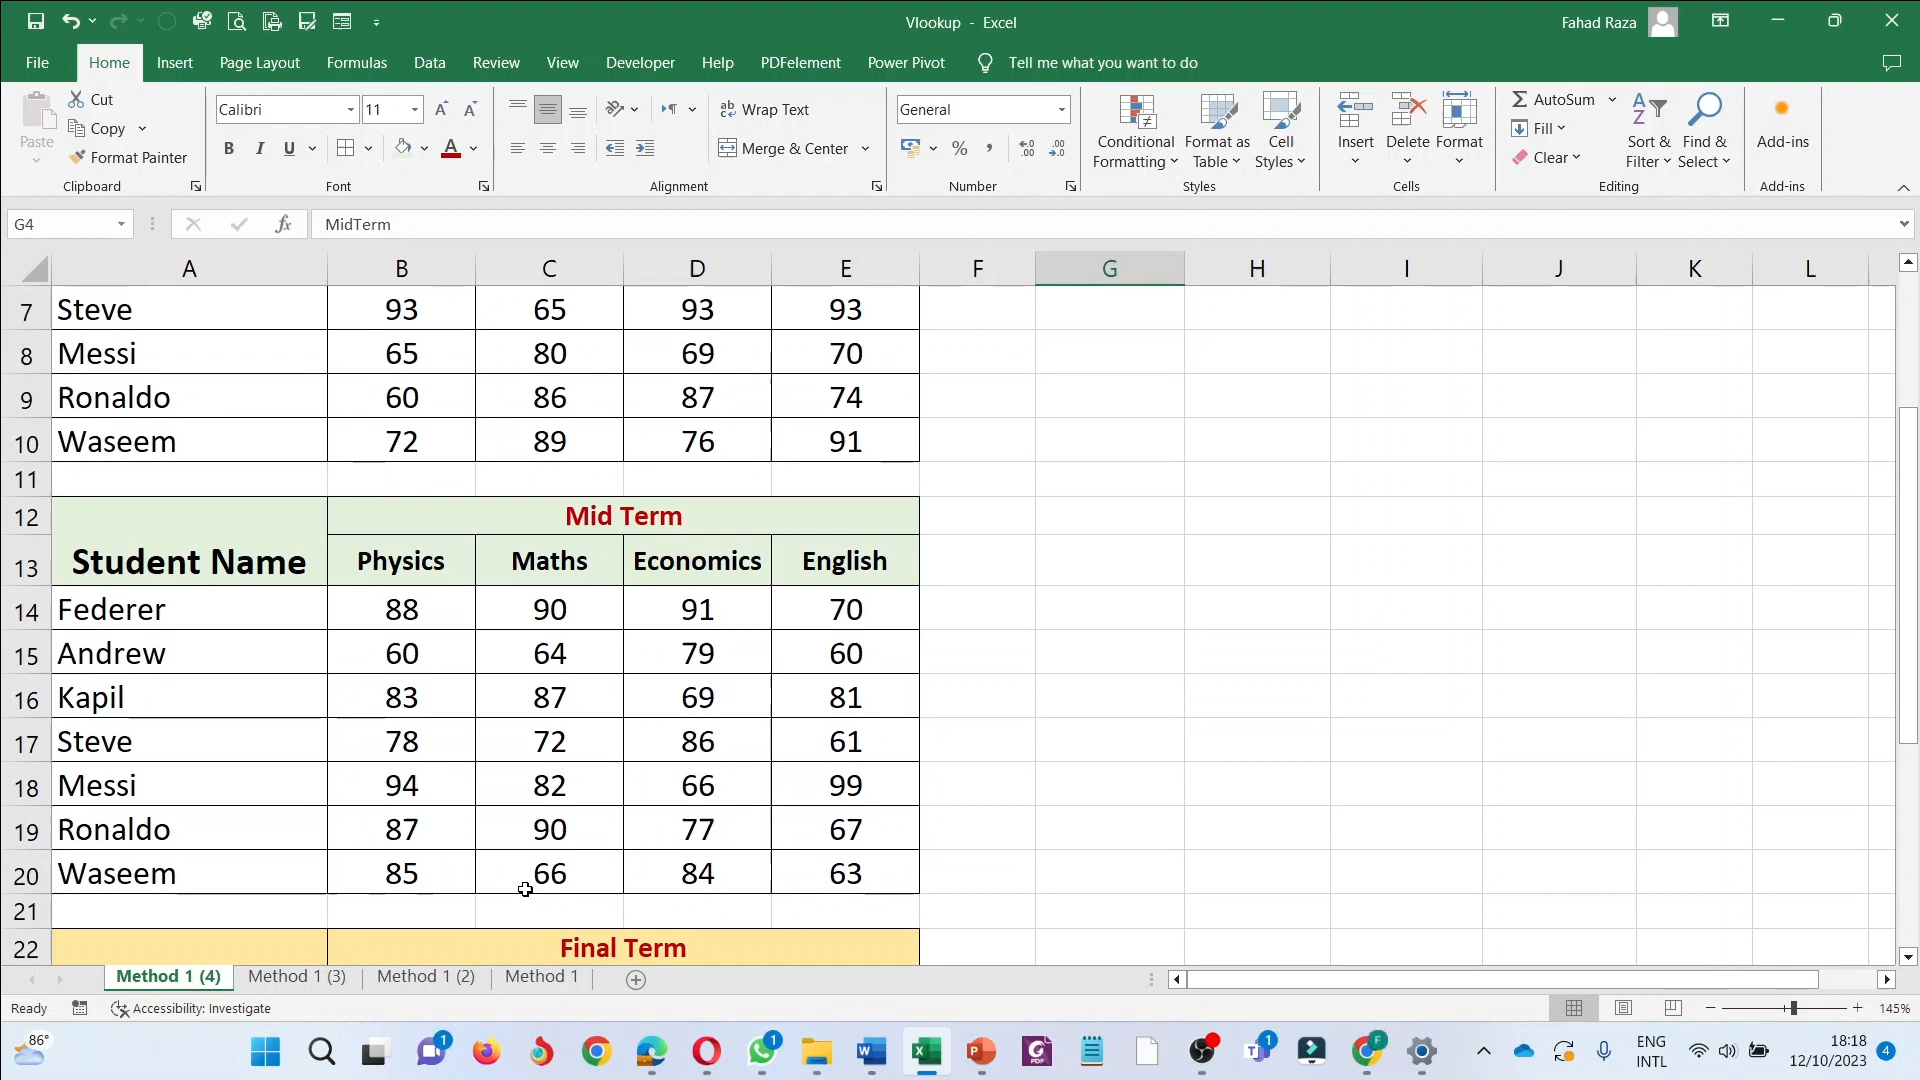 Vlookup - Excel
Fahad Raza
File Home Insert Page Layout Formulas Data Review View Developer Help PDFelement Power Pivot Tell me what you want to do
Paste
Cut
Copy
Format Painter
Clipboard
Calibri 11
B I U
Font
Wrap Text
Merge & Center
Alignment
General
Number
Conditional Formatting
Format as Table
Cell Styles
Styles
Insert Delete Format
Cells
AutoSum
Fill
Clear
Sort & Filter
Find & Select
Editing
Add-ins
Add-ins
G4 fx MidTerm
A B C D E F G H I J K L
7 Steve 93 65 93 93
8 Messi 65 80 69 70
9 Ronaldo 60 86 87 74
10 Waseem 72 89 76 91
11
12 Mid Term
13 Student Name Physics Maths Economics English
14 Federer 88 90 91 70
15 Andrew 60 64 79 60
16 Kapil 83 87 69 81
17 Steve 78 72 86 61
18 Messi 94 82 66 99
19 Ronaldo 87 90 77 67
20 Waseem 85 66 84 63
21
22 Final Term
Method 1 (4) Method 1 (3) Method 1 (2) Method 1
Ready Accessibility: Investigate 145%
86° ENG 18:18
INTL 12/10/2023 4